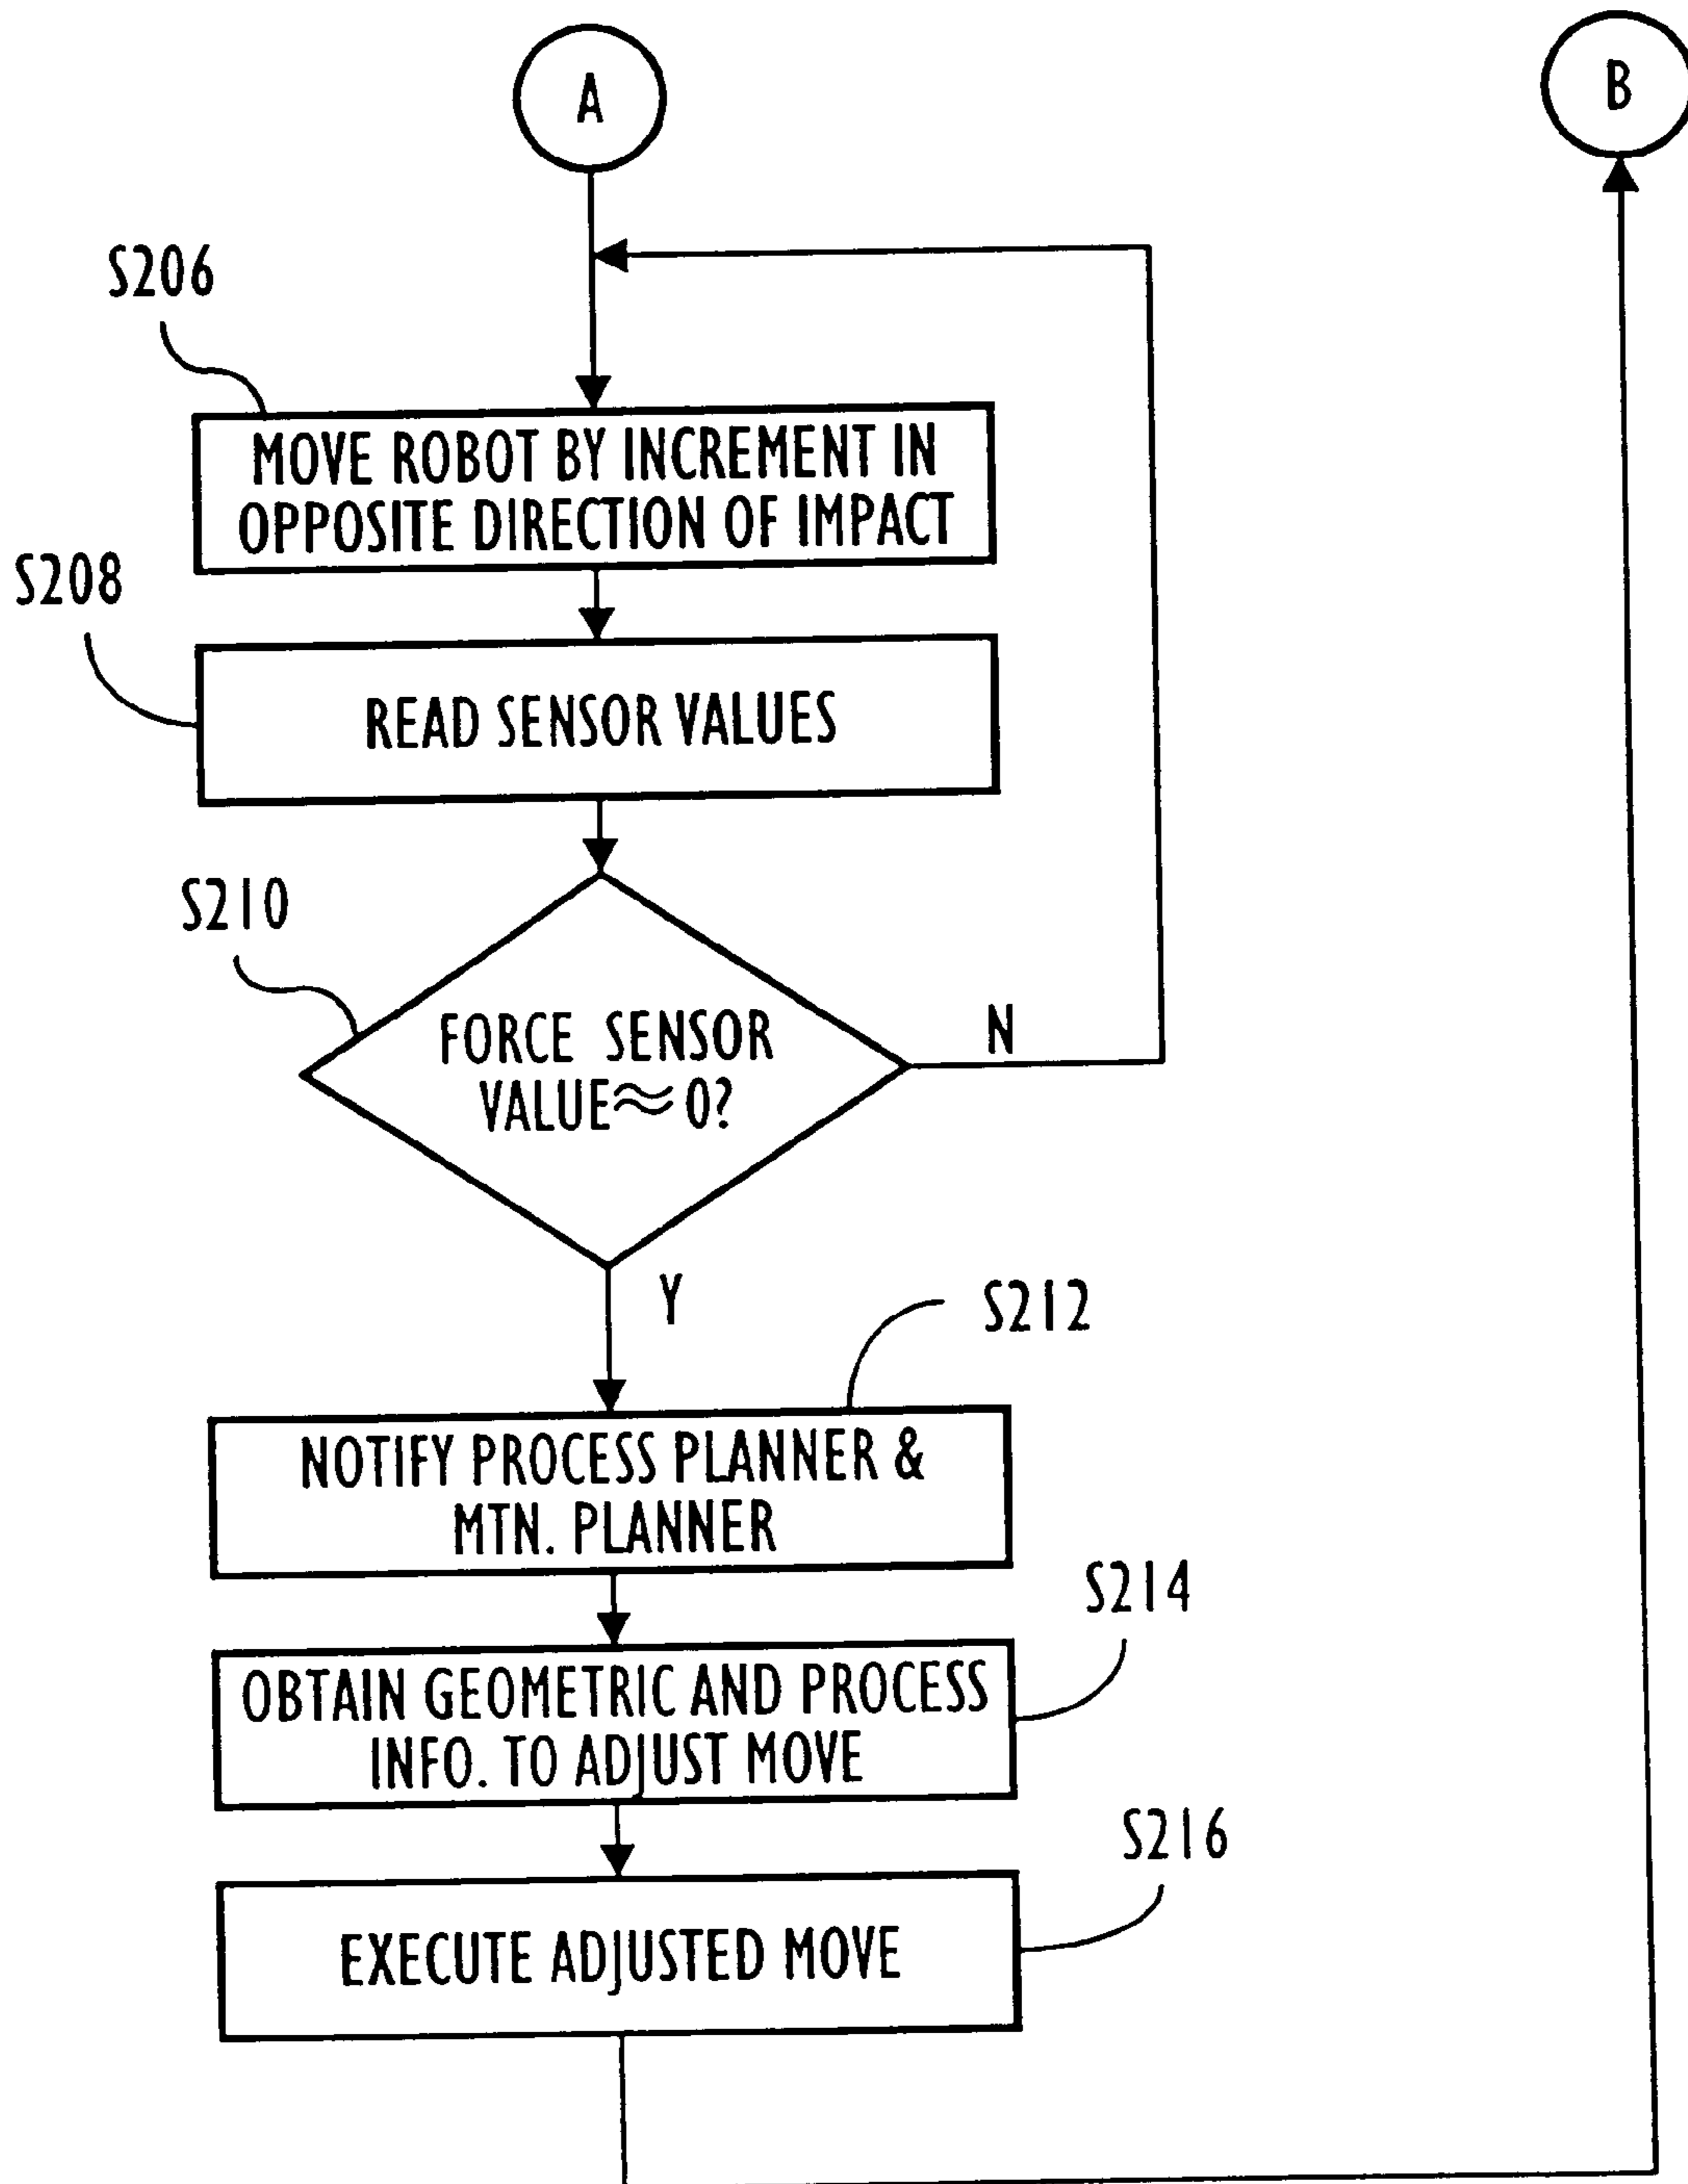 A
B
S206
MOVE ROBOT BY INCREMENT IN
OPPOSITE DIRECTION OF IMPACT
S208
READ SENSOR VALUES
S210
FORCE SENSOR
VALUE≈0?
N
Y
S212
NOTIFY PROCESS PLANNER &
MTN. PLANNER
S214
OBTAIN GEOMETRIC AND PROCESS
INFO. TO ADJUST MOVE
S216
EXECUTE ADJUSTED MOVE